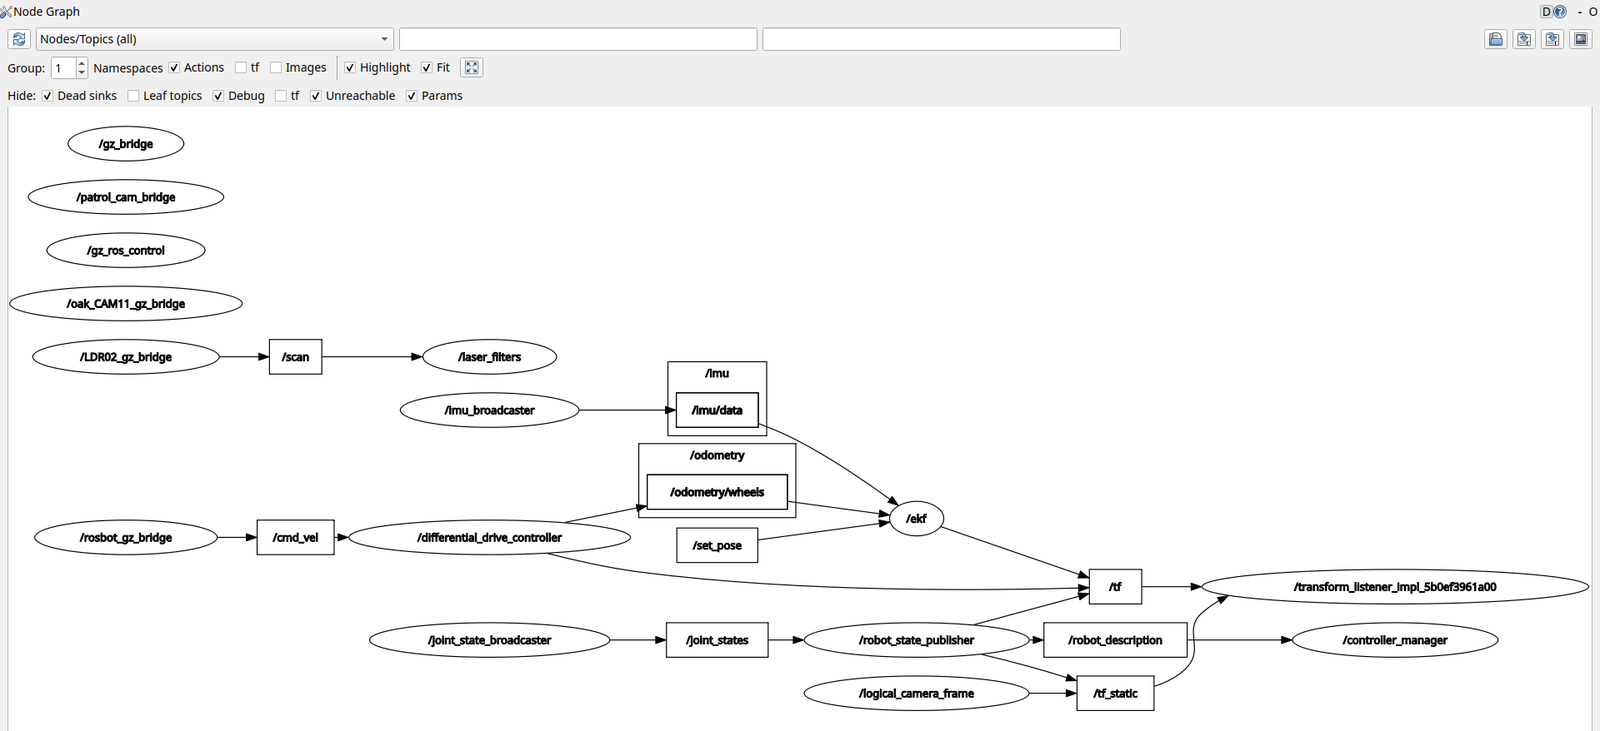 Node Graph
D ? - O
Nodes/Topics (all)
Group: 1 Namespaces Actions tf Images Highlight Fit
Hide: Dead sinks Leaf topics Debug tf Unreachable Params
/gz_bridge
/patrol_cam_bridge
/gz_ros_control
/oak_CAM11_gz_bridge
/LDR02_gz_bridge
/scan
/laser_filters
/imu
/imu_broadcaster
/imu/data
/odometry
/odometry/wheels
/ekf
/rosbot_gz_bridge
/cmd_vel
/differential_drive_controller
/set_pose
/tf
/transform_listener_impl_5b0ef3961a00
/joint_state_broadcaster
/joint_states
/robot_state_publisher
/robot_description
/controller_manager
/logical_camera_frame
/tf_static